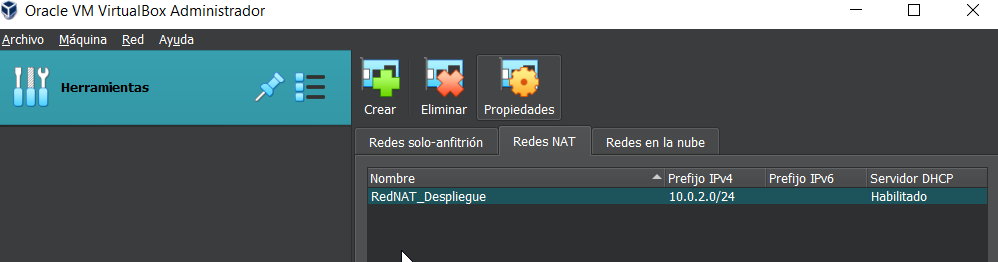 Oracle VM VirtualBox Administrador
Archivo Máquina Red Ayuda
Herramientas
Crear Eliminar Propiedades
Redes solo-anfitrión Redes NAT Redes en la nube
Nombre Prefijo IPv4 Prefijo IPv6 Servidor DHCP
RedNAT_Despliegue 10.0.2.0/24 Habilitado